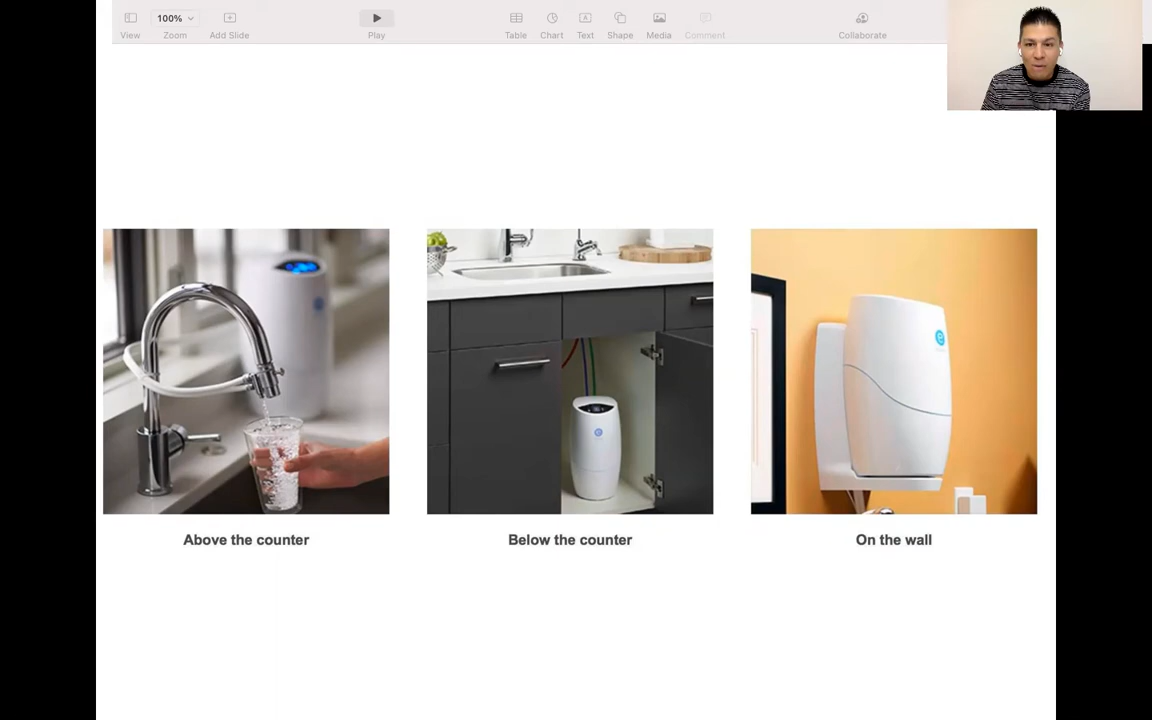 100%
View
Zoom
Add Slide
Play
Table
Chart
Text
Shape
Media
Comment
Collaborate
Above the counter
Below the counter
On the wall